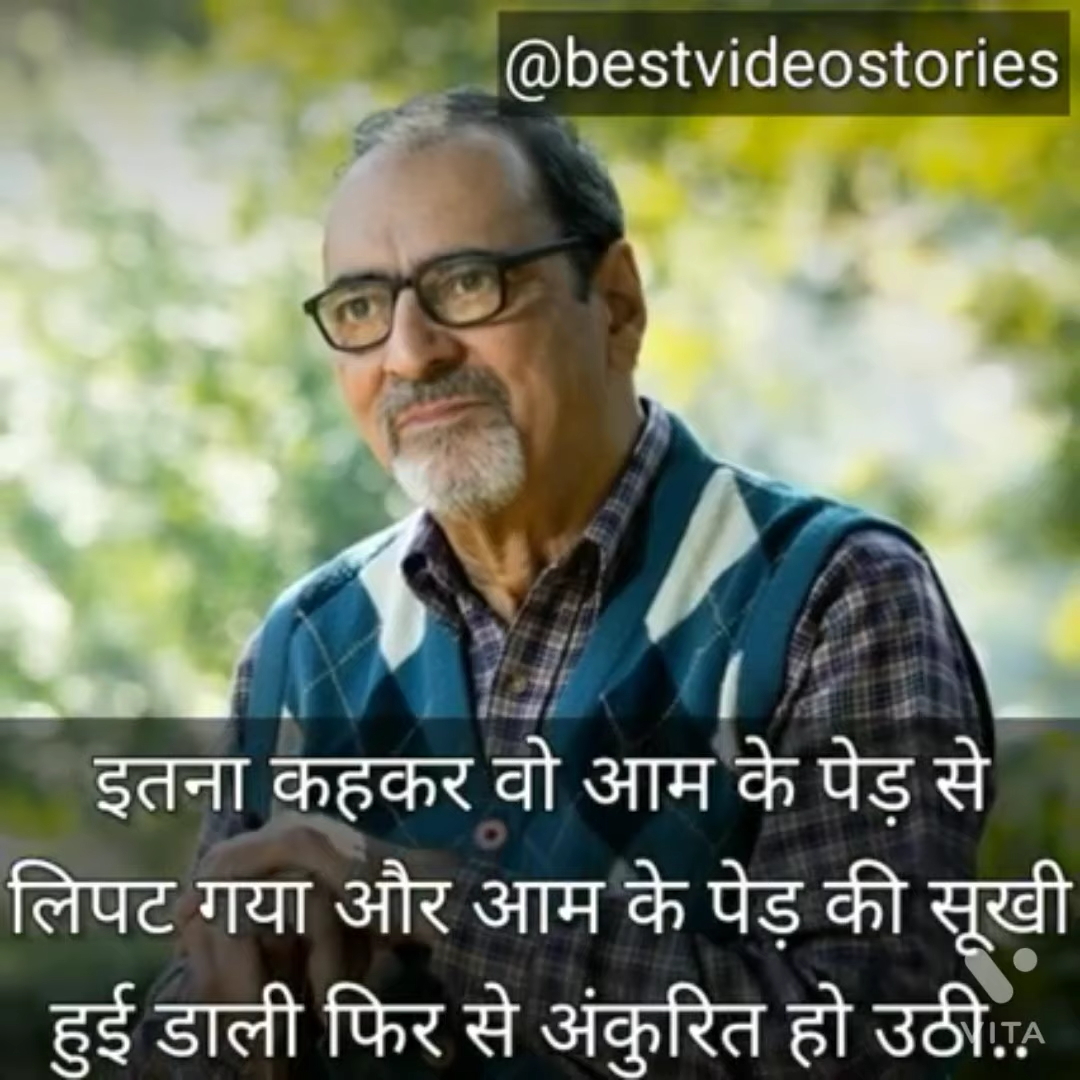 @bestvideostories
इतना कहकर वो आम के पेड़ से
लिपट गया और आम के पेड़ की सूखी
हुई डाली फिर से अंकुरित हो उठी..
VITA